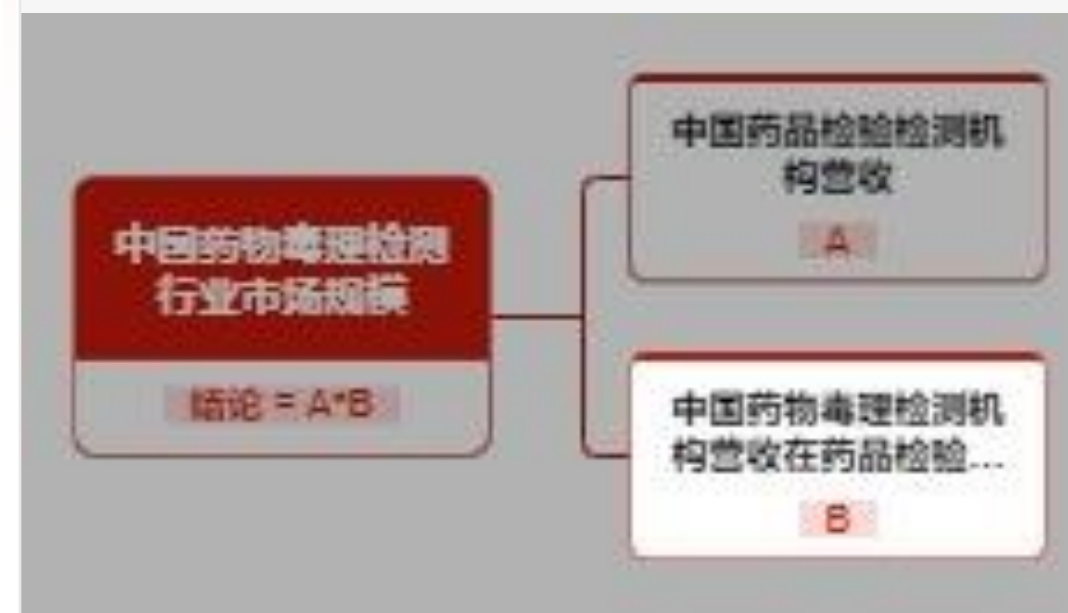 中国药物毒理检测
行业市场规模
结论 = A*B
中国药品检验检测机
构营收
A
中国药物毒理检测机
构营收在药品检验...
B